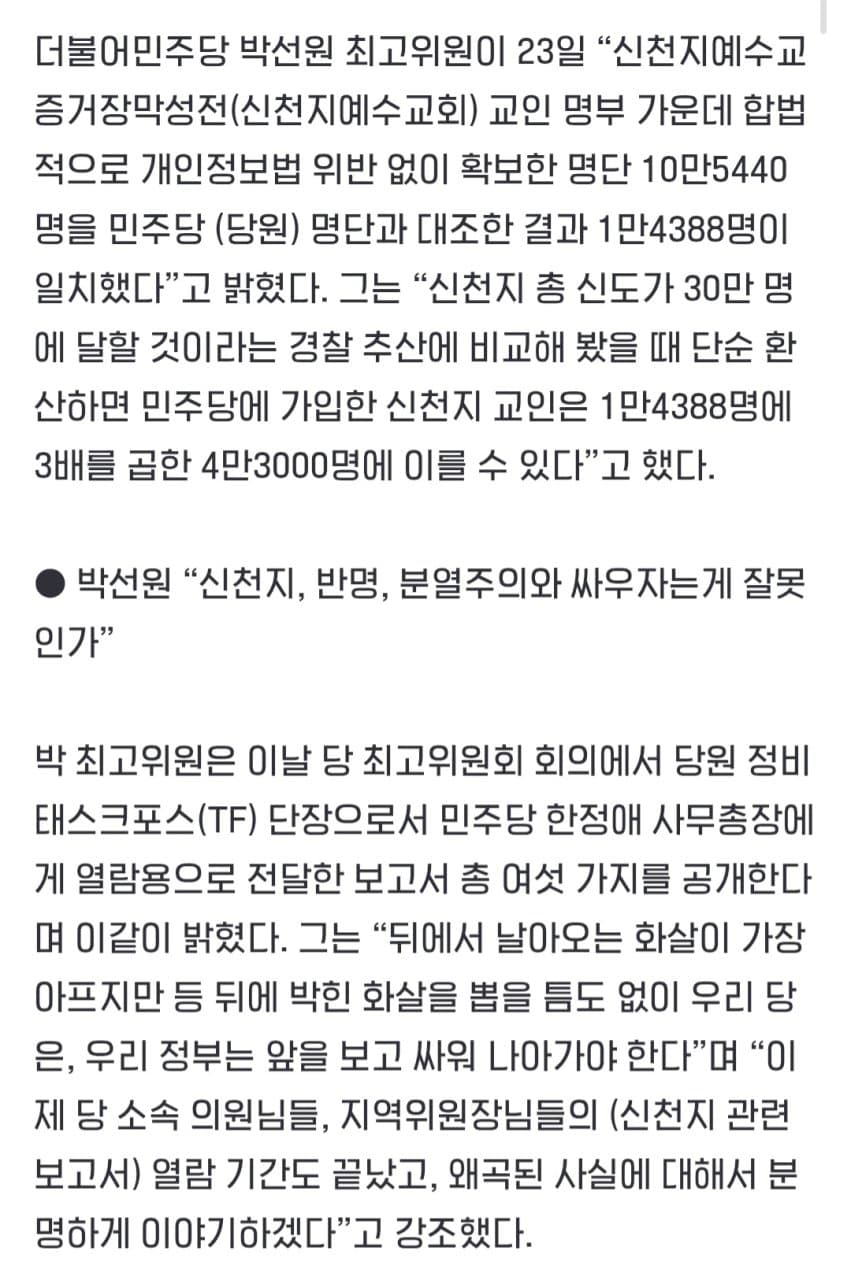 더불어민주당 박선원 최고위원이 23일 “신천지예수교
증거장막성전(신천지예수교회) 교인 명부 가운데 합법
적으로 개인정보법 위반 없이 확보한 명단 10만5440
명을 민주당 (당원) 명단과 대조한 결과 1만4388명이
일치했다”고 밝혔다. 그는 “신천지 총 신도가 30만 명
에 달할 것이라는 경찰 추산에 비교해 봤을 때 단순 환
산하면 민주당에 가입한 신천지 교인은 1만4388명에
3배를 곱한 4만3000명에 이를 수 있다”고 했다.
● 박선원 “신천지, 반명, 분열주의와 싸우자는게 잘못
인가”
박 최고위원은 이날 당 최고위원회 회의에서 당원 정비
태스크포스(TF) 단장으로서 민주당 한정애 사무총장에
게 열람용으로 전달한 보고서 총 여섯 가지를 공개한다
며 이같이 밝혔다. 그는 “뒤에서 날아오는 화살이 가장
아프지만 등 뒤에 박힌 화살을 뽑을 틈도 없이 우리 당
은, 우리 정부는 앞을 보고 싸워 나아가야 한다”며 “이
제 당 소속 의원님들, 지역위원장님들의 (신천지 관련
보고서) 열람 기간도 끝났고, 왜곡된 사실에 대해서 분
명하게 이야기하겠다”고 강조했다.